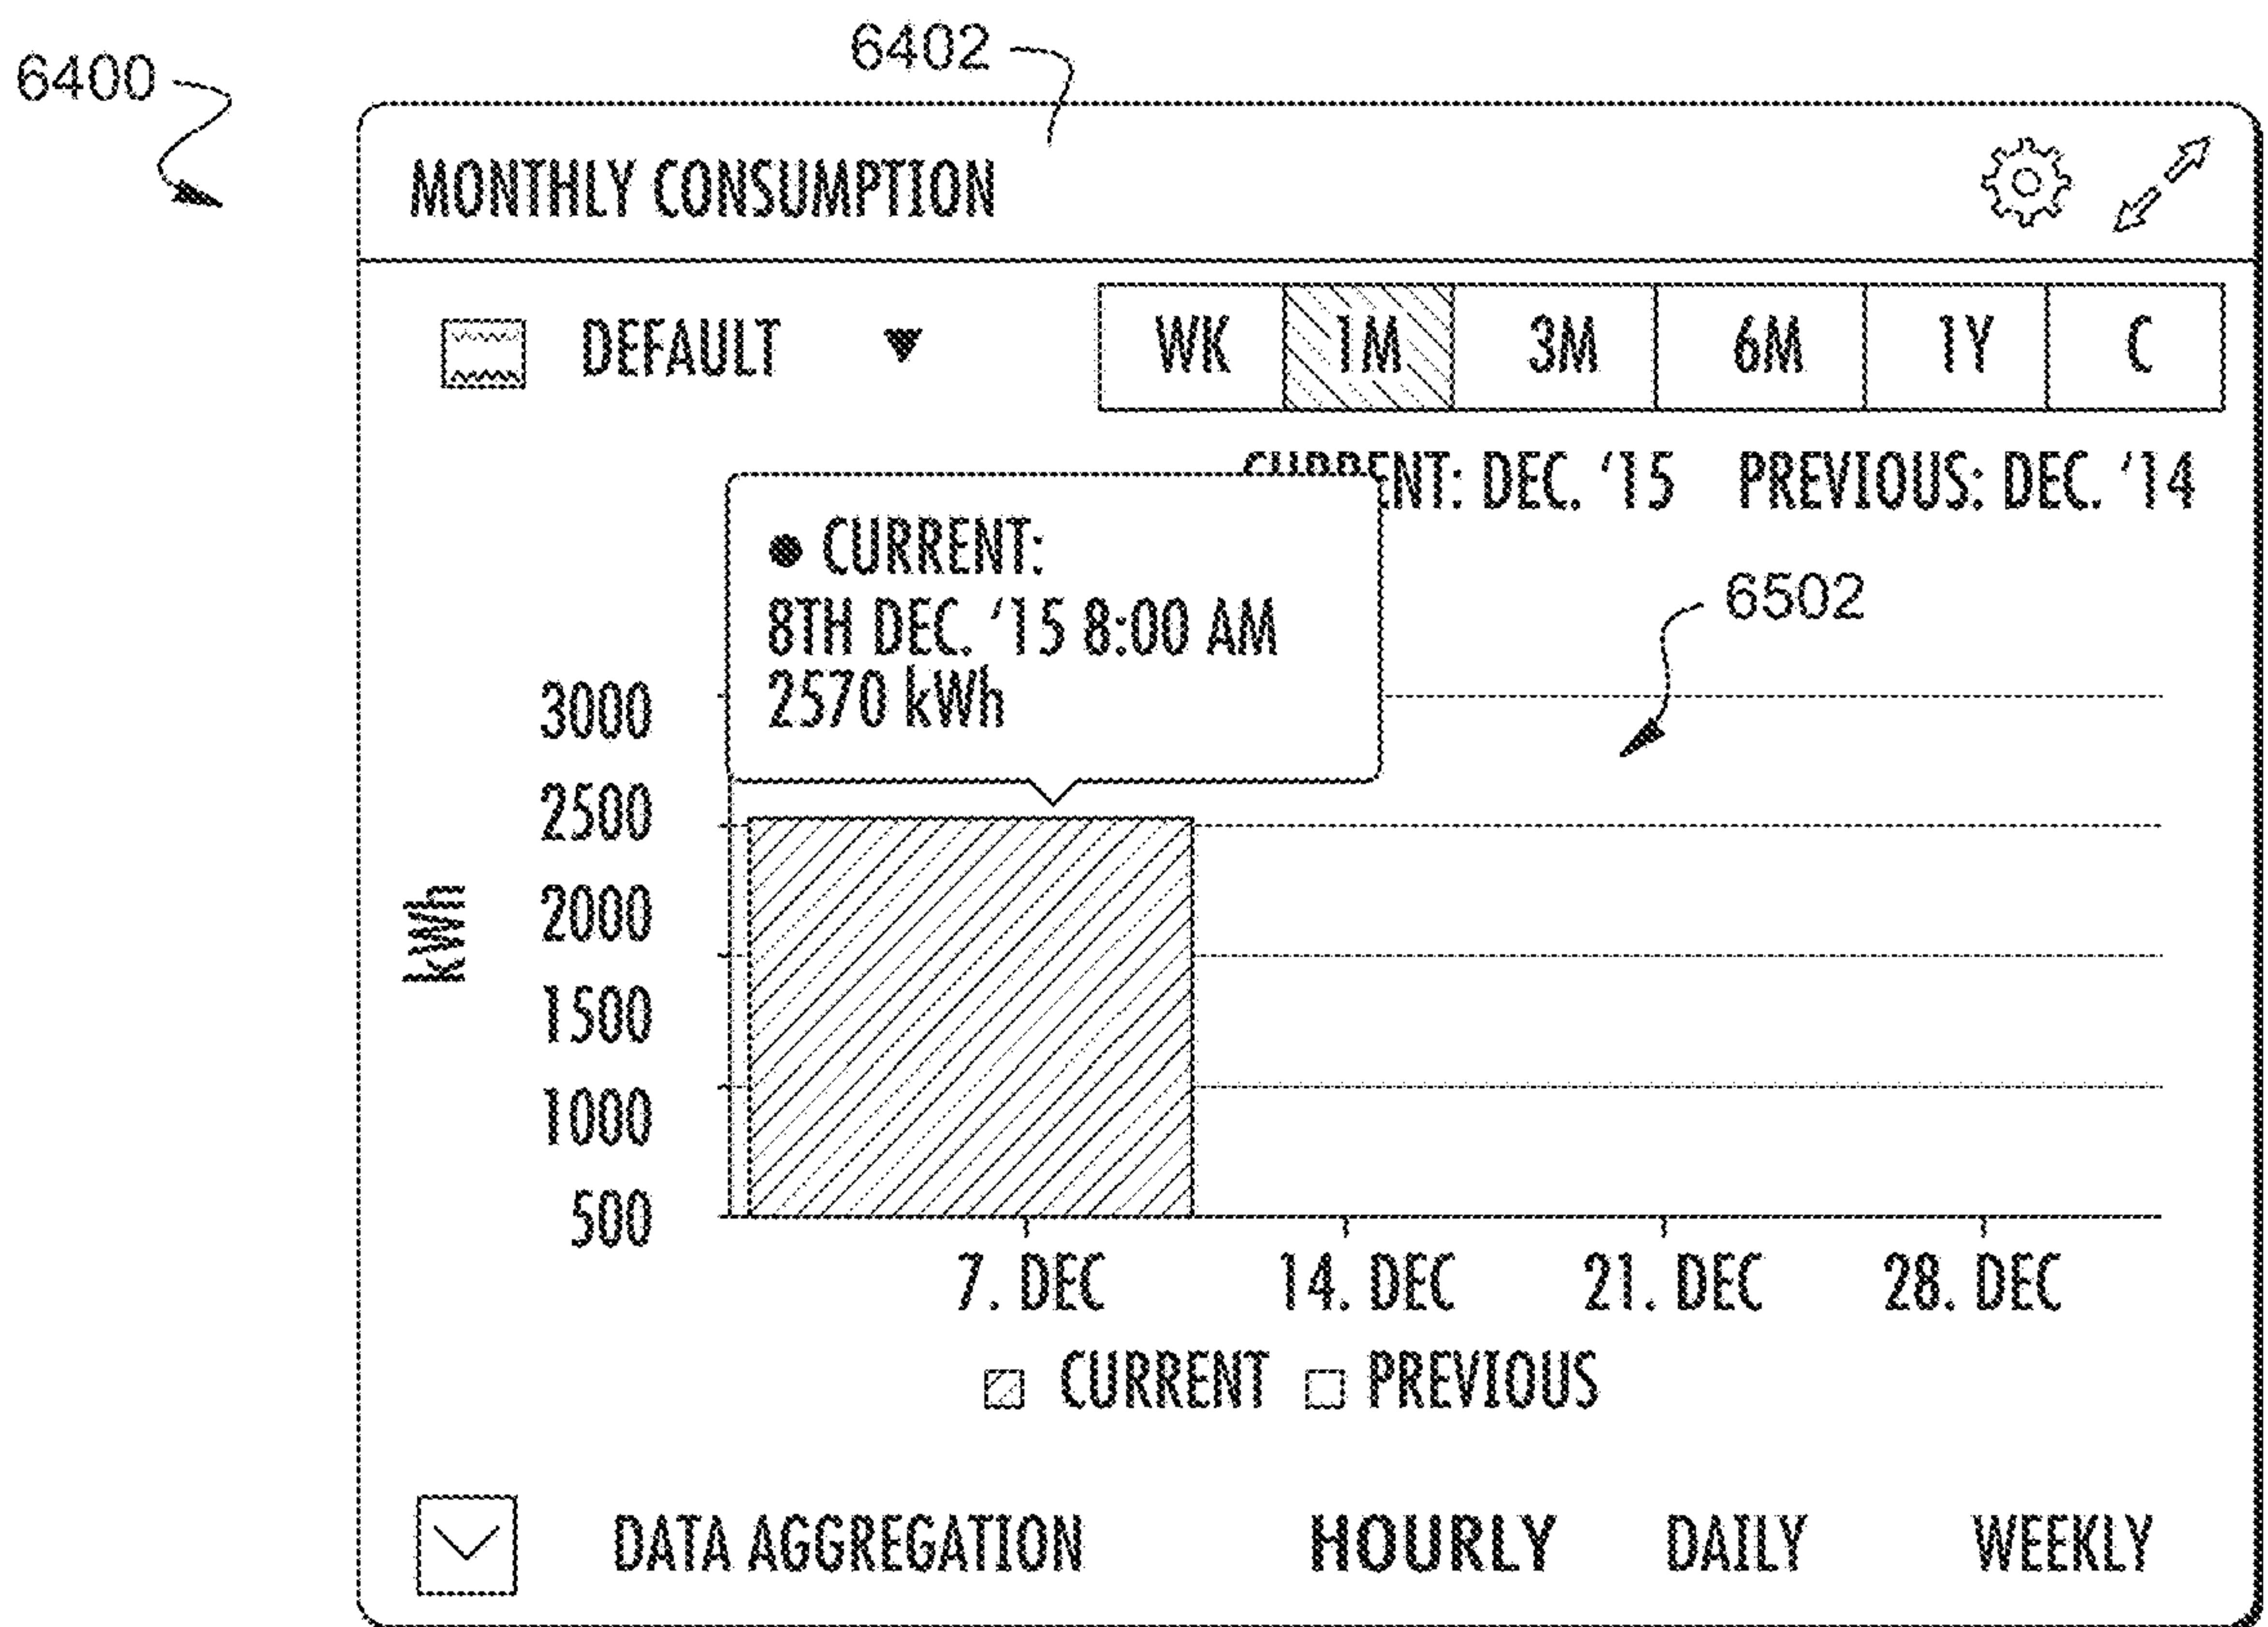 6400
6402
MONTHLY CONSUMPTION
DEFAULT
WK 1M 3M 6M 1Y C
CURRENT: DEC. '15 PREVIOUS: DEC. '14
● CURRENT:
8TH DEC. '15 8:00 AM
2570 kWh
6502
3000
2500
2000
1500
1000
500
kWh
7. DEC 14. DEC 21. DEC 28. DEC
CURRENT PREVIOUS
DATA AGGREGATION HOURLY DAILY WEEKLY